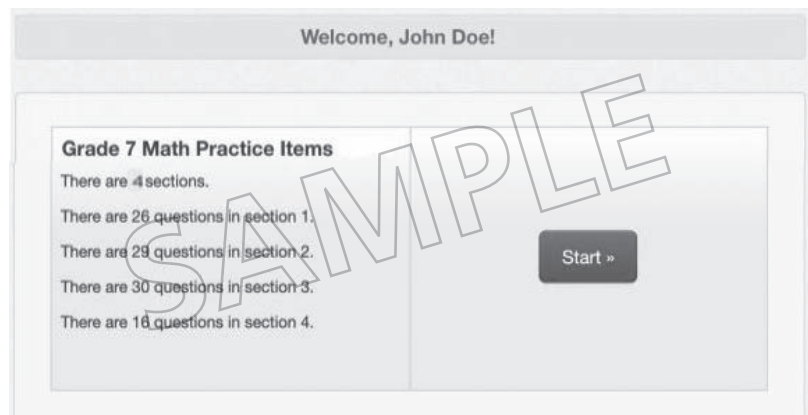 Welcome, John Doe!
Grade 7 Math Practice Items
There are 4 sections.
There are 26 questions in section 1.
There are 29 questions in section 2.
There are 30 questions in section 3.
There are 16 questions in section 4.
Start »
SAMPLE